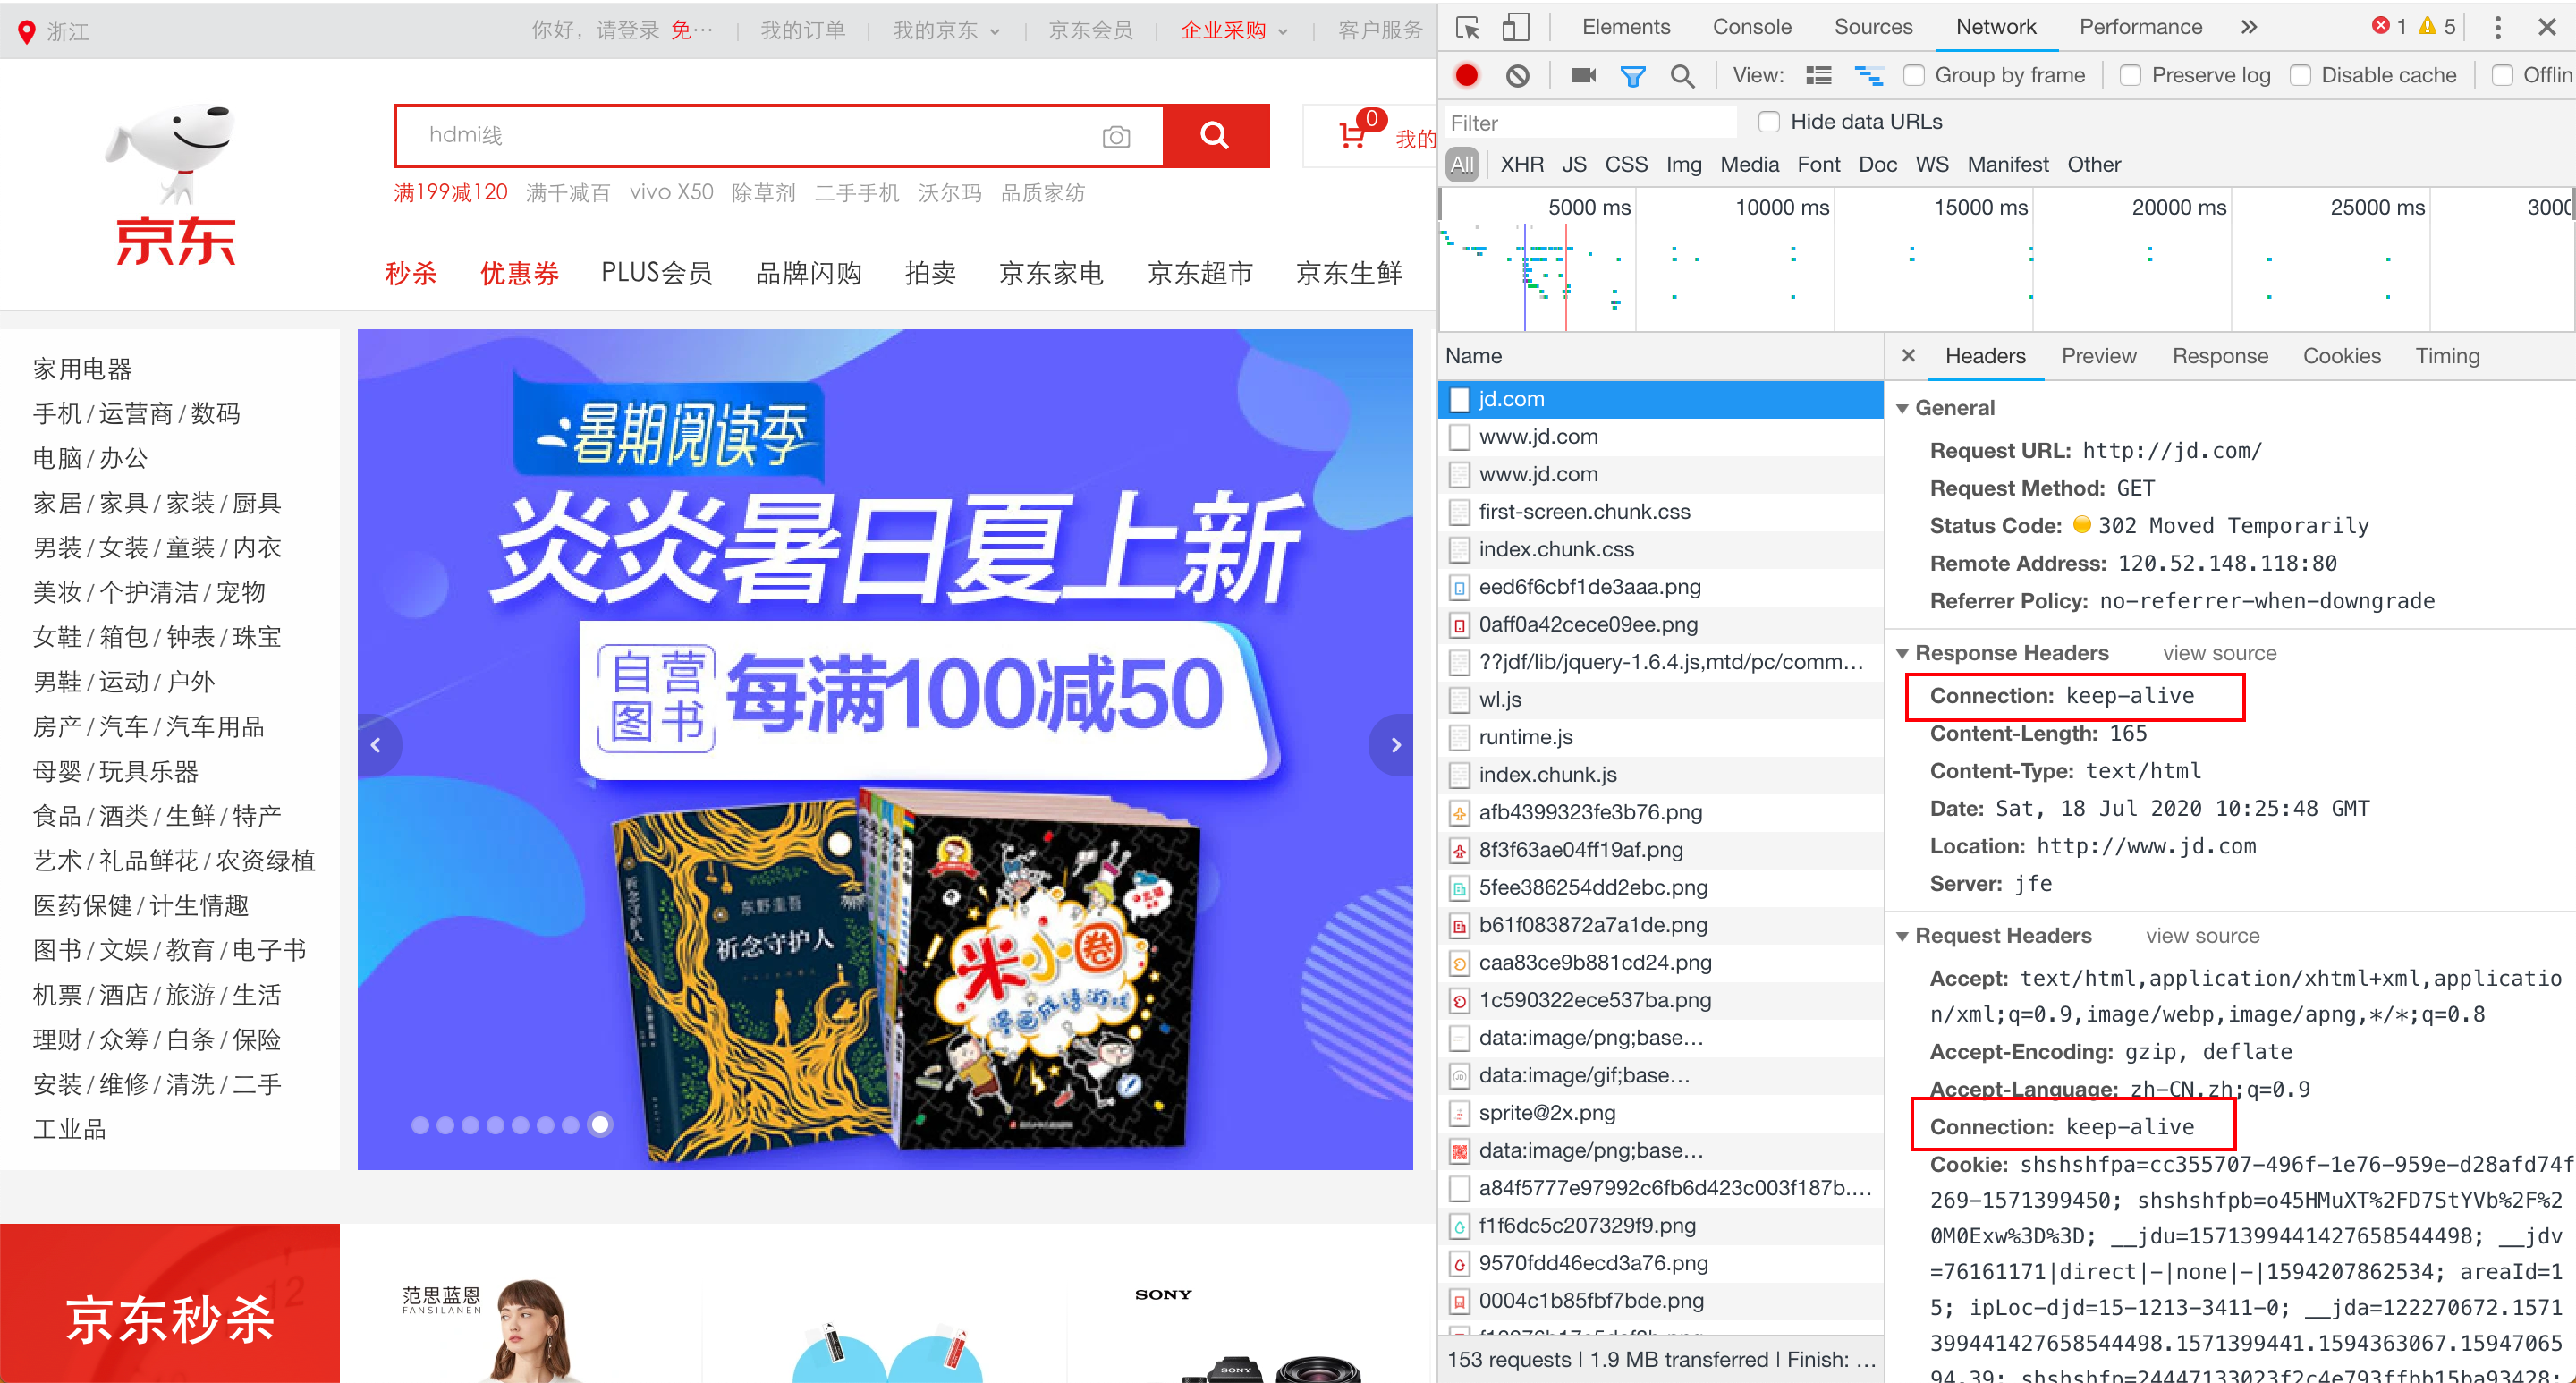 浙江
你好，请登录 免… 我的订单 我的京东 京东会员 企业采购 客户服务
hdmi线
0
我的
满199减120 满千减百 vivo X50 除草剂 二手手机 沃尔玛 品质家纺
京东
秒杀 优惠券 PLUS会员 品牌闪购 拍卖 京东家电 京东超市 京东生鲜
家用电器
手机 / 运营商 / 数码
电脑 / 办公
家居 / 家具 / 家装 / 厨具
男装 / 女装 / 童装 / 内衣
美妆 / 个护清洁 / 宠物
女鞋 / 箱包 / 钟表 / 珠宝
男鞋 / 运动 / 户外
房产 / 汽车 / 汽车用品
母婴 / 玩具乐器
食品 / 酒类 / 生鲜 / 特产
艺术 / 礼品鲜花 / 农资绿植
医药保健 / 计生情趣
图书 / 文娱 / 教育 / 电子书
机票 / 酒店 / 旅游 / 生活
理财 / 众筹 / 白条 / 保险
安装 / 维修 / 清洗 / 二手
工业品
暑期阅读季
炎炎暑日夏上新
自营图书 每满100减50
东野圭吾
祈念守护人
祈念守护人
米小圈
漫画成语游戏
京东秒杀
12
范思蓝恩
FANSILANEN
SONY
SONY
Elements Console Sources Network Performance 1 5
View: Group by frame Preserve log Disable cache Offlin
Filter Hide data URLs
All XHR JS CSS Img Media Font Doc WS Manifest Other
5000 ms 10000 ms 15000 ms 20000 ms 25000 ms 3000
Name
jd.com
www.jd.com
www.jd.com
first-screen.chunk.css
index.chunk.css
eed6f6cbf1de3aaa.png
0aff0a42cece09ee.png
??jdf/lib/jquery-1.6.4.js,mtd/pc/comm…
wl.js
runtime.js
index.chunk.js
afb4399323fe3b76.png
8f3f63ae04ff19af.png
5fee386254dd2ebc.png
b61f083872a7a1de.png
caa83ce9b881cd24.png
1c590322ece537ba.png
data:image/png;base…
data:image/gif;base…
sprite@2x.png
data:image/png;base…
a84f5777e97992c6fb6d423c003f187b.…
f1f6dc5c207329f9.png
9570fdd46ecd3a76.png
0004c1b85fbf7bde.png
153 requests | 1.9 MB transferred | Finish: …
Headers Preview Response Cookies Timing
General
Request URL: http://jd.com/
Request Method: GET
Status Code: 302 Moved Temporarily
Remote Address: 120.52.148.118:80
Referrer Policy: no-referrer-when-downgrade
Response Headers view source
Connection: keep-alive
Content-Length: 165
Content-Type: text/html
Date: Sat, 18 Jul 2020 10:25:48 GMT
Location: http://www.jd.com
Server: jfe
Request Headers view source
Accept: text/html,application/xhtml+xml,applicatio
n/xml;q=0.9,image/webp,image/apng,*/*;q=0.8
Accept-Encoding: gzip, deflate
Accept-Language: zh-CN,zh;q=0.9
Connection: keep-alive
Cookie: shshshfpa=cc355707-496f-1e76-959e-d28afd74f
269-1571399450; shshshfpb=o45HMuXT%2FD7StYVb%2F%2
0M0Exw%3D%3D; __jdu=1571399441427658544498; __jdv
=76161171|direct|-|none|-|1594207862534; areaId=1
5; ipLoc-djd=15-1213-3411-0; __jda=122270672.1571
399441427658544498.1571399441.1594363067.15947065
94.39; shshshfp=24447133023f2c4e793ffbb15ba93428;